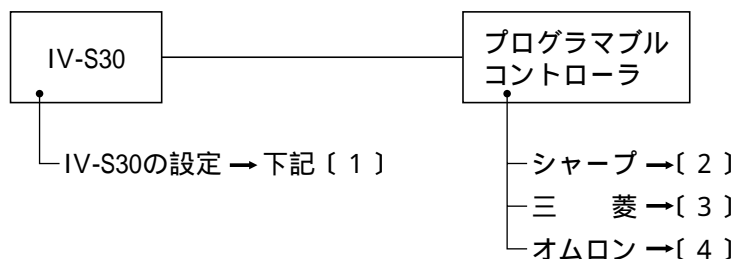 IV-S30
プログラマブル
コントローラ
IV-S30の設定 → 下記〔 1 〕
シャープ →〔 2 〕
三　　菱 →〔 3 〕
オムロン →〔 4 〕